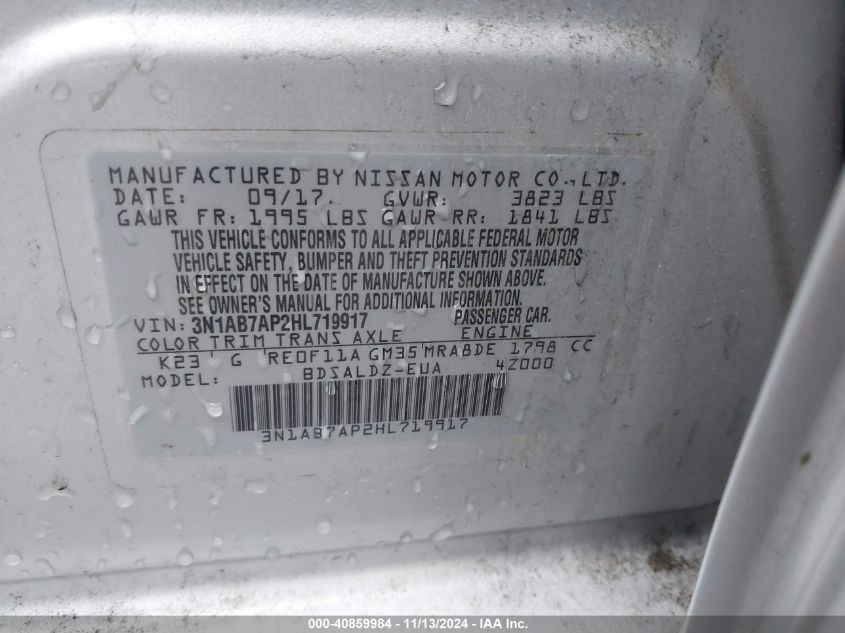 MANUFACTURED BY NISSAN MOTOR CO., LTD.
DATE: 09/17. GVWR: 3823 LBS
GAWR FR: 1995 LBS GAWR-RR: 1841 LBS
THIS VEHICLE CONFORMS TO ALL APPLICABLE FEDERAL MOTOR
VEHICLE SAFETY, BUMPER AND THEFT PREVENTION STANDARDS
IN EFFECT ON THE DATE OF MANUFACTURE SHOWN ABOVE.
SEE OWNER'S MANUAL FOR ADDITIONAL INFORMATION.
VIN: 3N1AB7AP2HL719917 PASSENGER CAR.
COLOR TRIM TRANS AXLE ENGINE
K23 G RE0F11A GM35 MRA8DE 1798 CC
MODEL: BDSALDZ-EUA 4Z000
3N1AB7AP2HL719917
000-40859984 - 11/13/2024 - IAAI.com